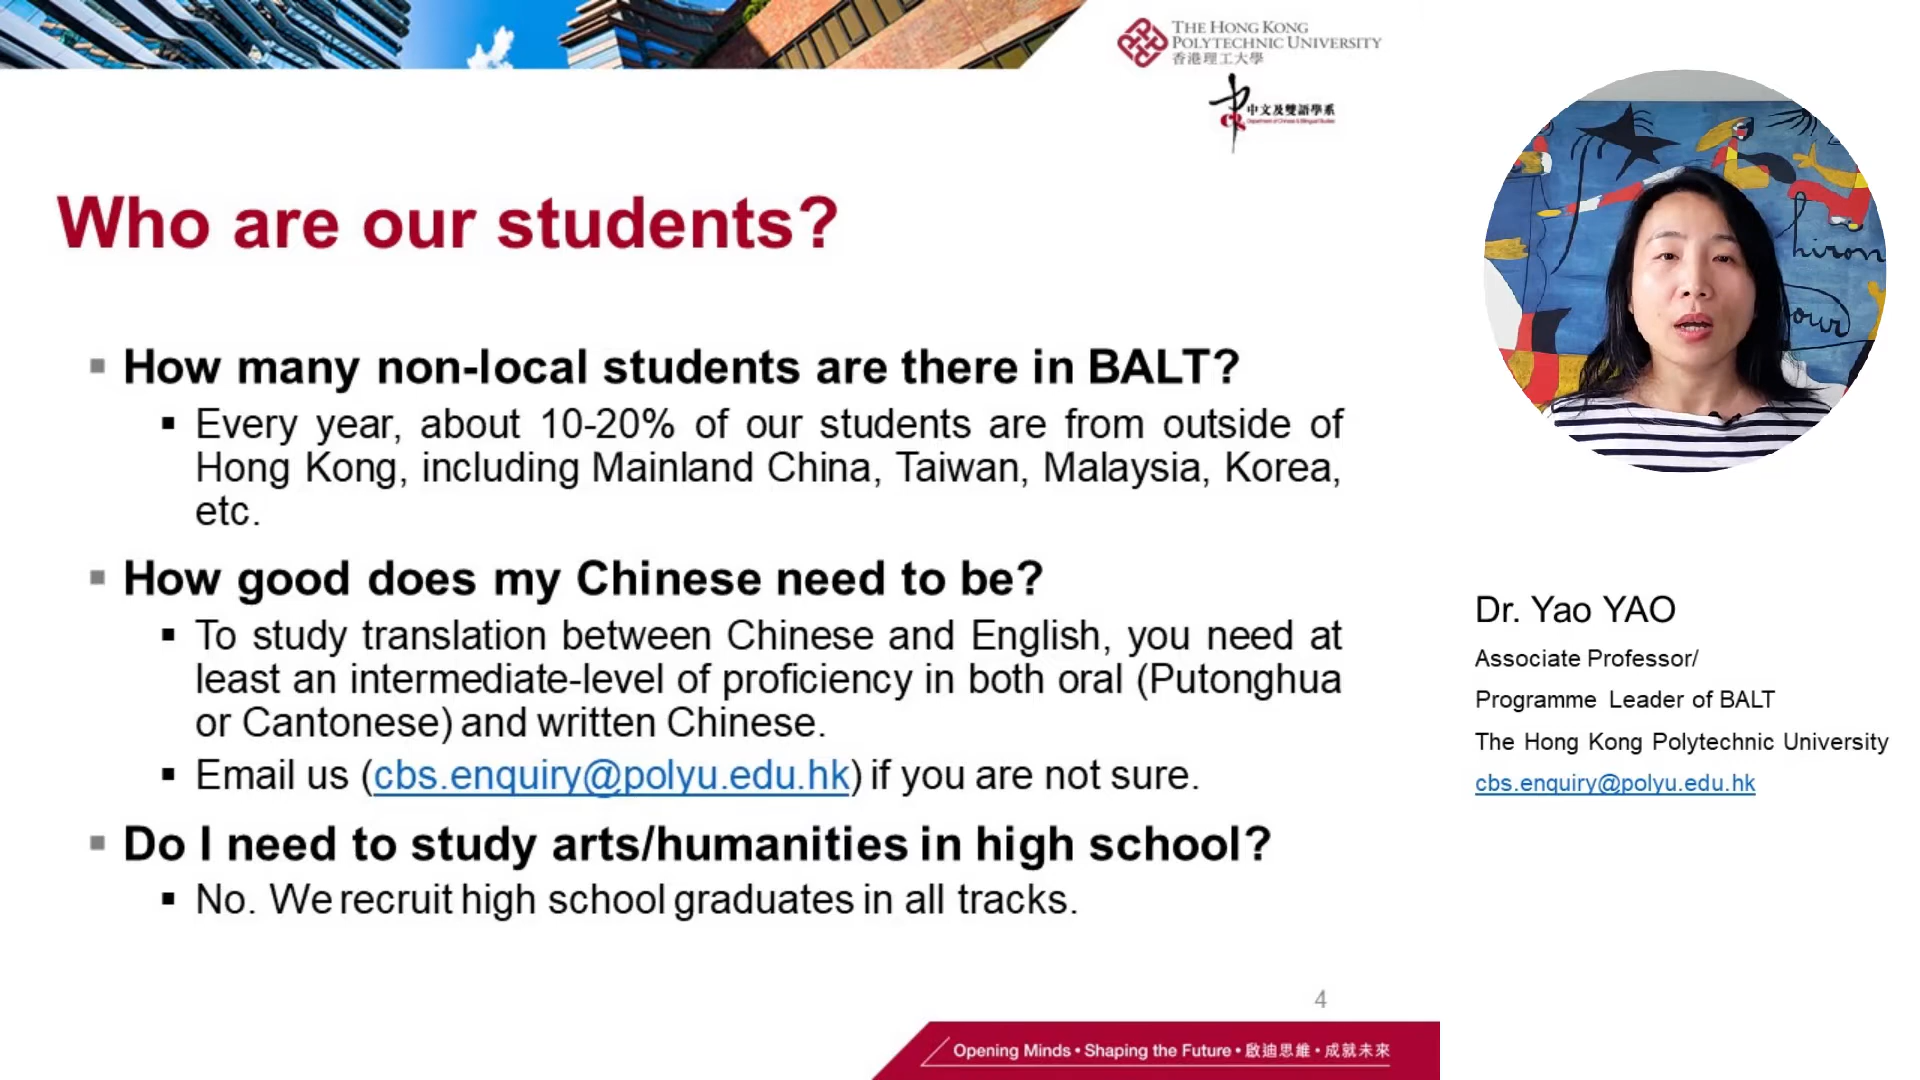 THE HONG KONG
POLYTECHNIC UNIVERSITY
香港理工大學
中文及雙語學系
Department of Chinese & Bilingual Studies
Who are our students?
How many non-local students are there in BALT?
Every year, about 10-20% of our students are from outside of
Hong Kong, including Mainland China, Taiwan, Malaysia, Korea,
etc.
How good does my Chinese need to be?
To study translation between Chinese and English, you need at
least an intermediate-level of proficiency in both oral (Putonghua
or Cantonese) and written Chinese.
Email us (cbs.enquiry@polyu.edu.hk) if you are not sure.
Do I need to study arts/humanities in high school?
No. We recruit high school graduates in all tracks.
4
Opening Minds • Shaping the Future • 啟迪思維 • 成就未來
hiron
our
Dr. Yao YAO
Associate Professor/
Programme Leader of BALT
The Hong Kong Polytechnic University
cbs.enquiry@polyu.edu.hk